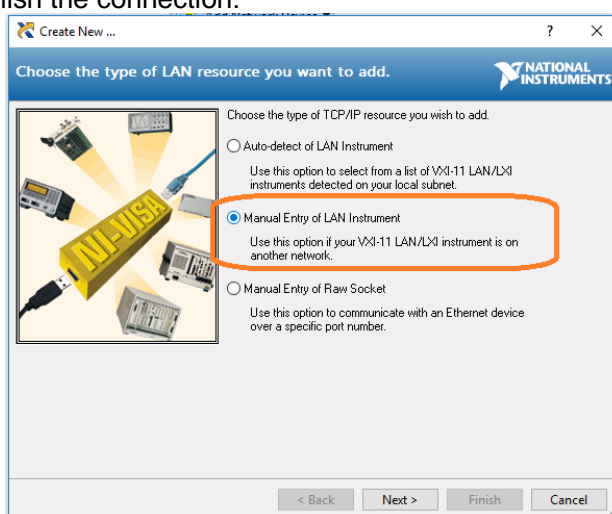 lish the connection.
Create New ...
? ×
Choose the type of LAN resource you want to add.
NATIONAL
INSTRUMENTS
Choose the type of TCP/IP resource you wish to add.
Auto-detect of LAN Instrument
Use this option to select from a list of VXI-11 LAN/LXI
instruments detected on your local subnet.
Manual Entry of LAN Instrument
Use this option if your VXI-11 LAN/LXI instrument is on
another network.
Manual Entry of Raw Socket
Use this option to communicate with an Ethernet device
over a specific port number.
NI-VISA
< Back Next > Finish Cancel